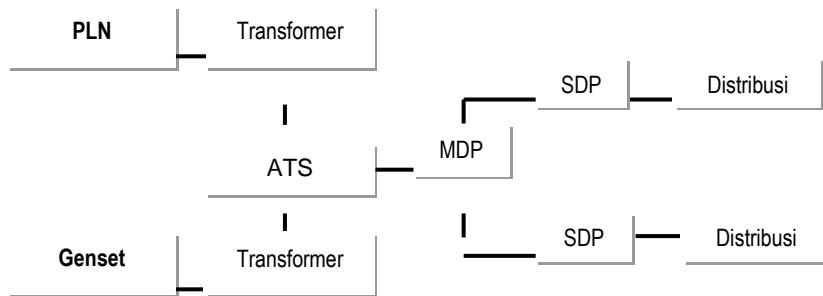 PLN
Transformer
SDP
Distribusi
ATS
MDP
Genset
Transformer
SDP
Distribusi